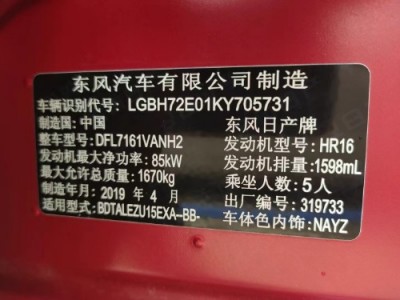 东风汽车有限公司制造
车辆识别代号: LGBH72E01KY705731
制造国: 中国 东风日产牌
整车型号: DFL7161VANH2 发动机型号: HR16
发动机最大净功率: 85kW 发动机排量: 1598mL
最大允许总质量: 1670kg 乘坐人数: 5人
制造年月: 2019 年 4 月 出厂编号: 319733
适用型式: BDTALEZU15EXA--BB- 车体色内饰: NAYZ